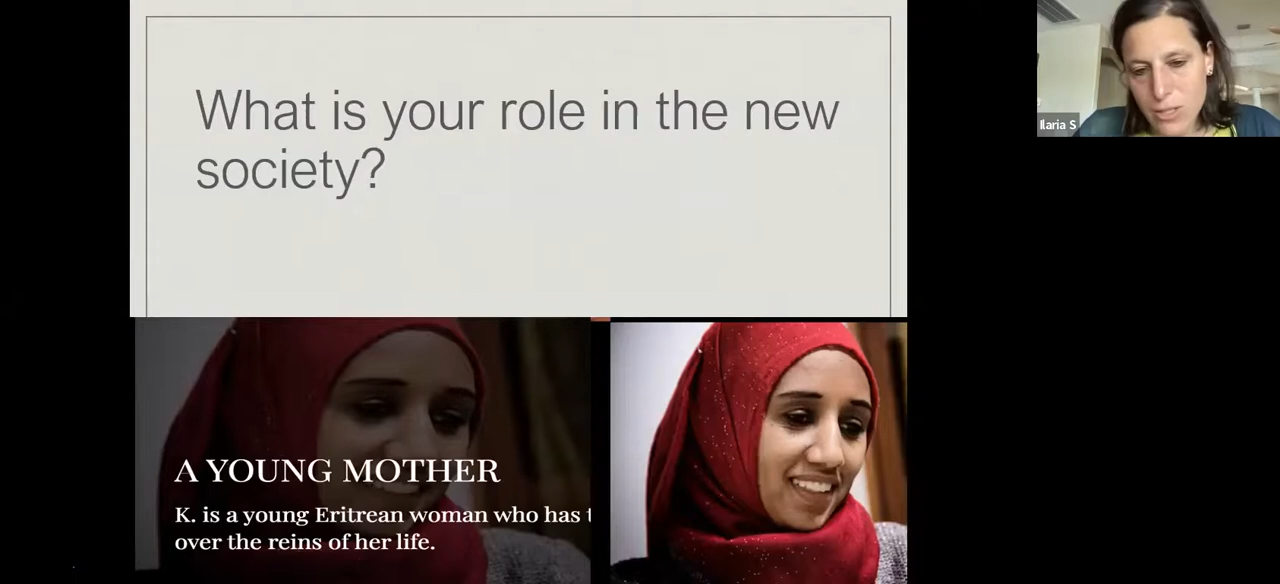 What is your role in the new
society?
Ilaria S
A YOUNG MOTHER
K. is a young Eritrean woman who has
over the reins of her life.